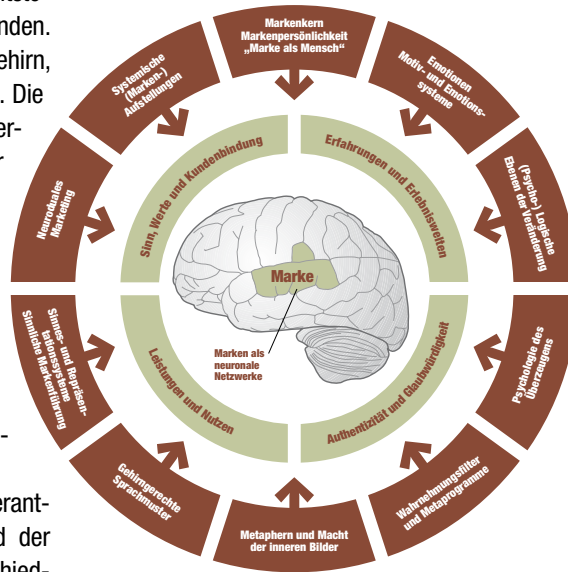 nden.
ehirn,
. Die
er-
-
erant-
d der
hied-
Markenkern
Markenpersönlichkeit
„Marke als Mensch“
Emotionen
Motiv- und Emotions-
systeme
(Psycho-) Logische
Ebenen der Veränderung
Psychologie des
Überzeugens
Wahrnehmungsfilter
und Metaprogramme
Metaphern und Macht
der inneren Bilder
Gehirngerechte
Sprachmuster
Sinnes- und Repräsen-
tationssysteme
Sinnliche Markenführung
Neurotuales
Marketing
Systemische
(Marken-)
Aufstellungen
Sinn, Werte und Kundenbindung
Erfahrungen und Erlebniswelten
Authentizität und Glaubwürdigkeit
Leistungen und Nutzen
Marke
Marken als
neuronale
Netzwerke